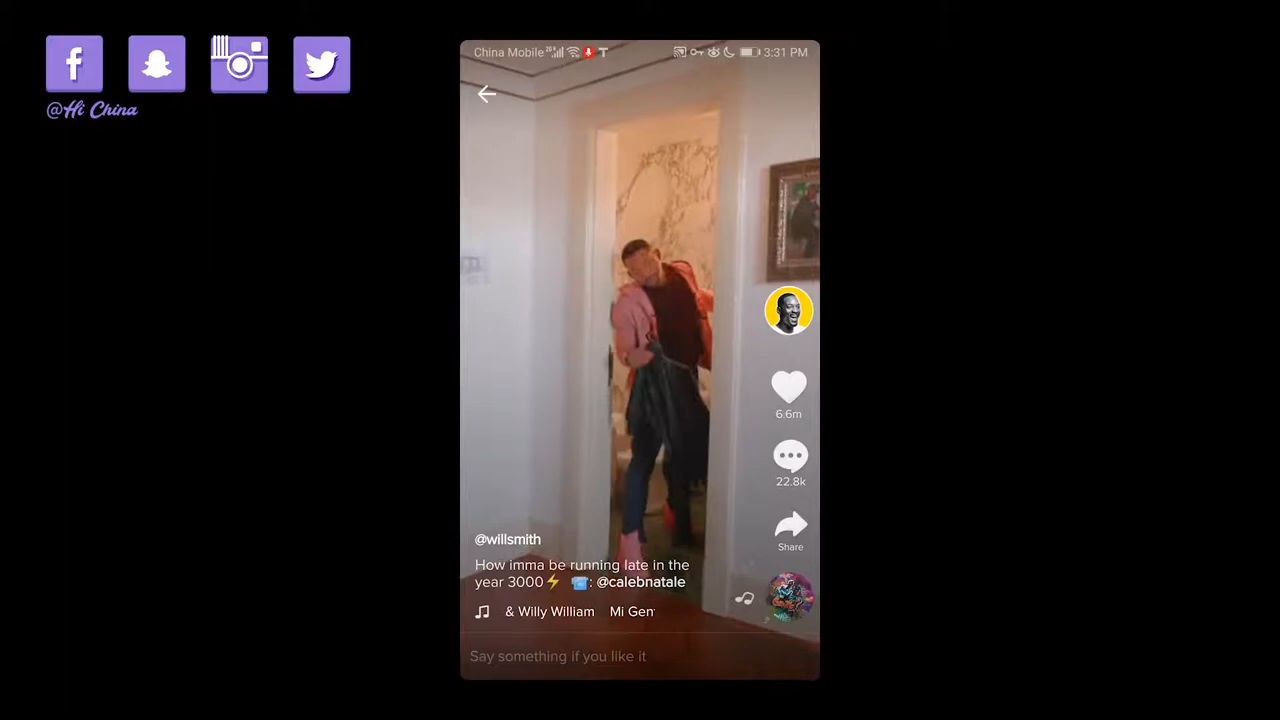 @Hi China
China Mobile 3:31 PM
6.6m
22.8k
Share
@willsmith
How imma be running late in the
year 3000⚡ : @calebnatale
& Willy William Mi Gen
Say something if you like it